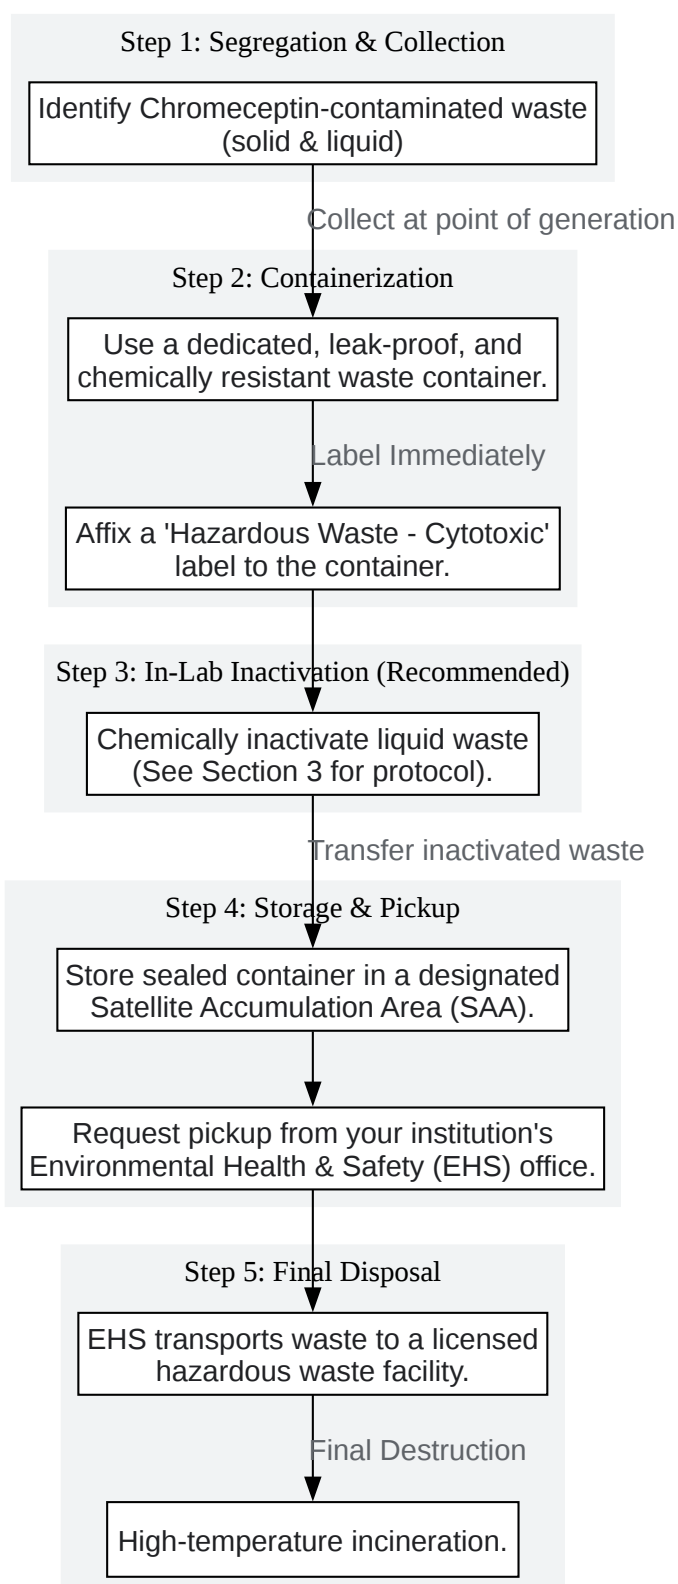 Step 1: Segregation & Collection
Identify Chromeceptin-contaminated waste
(solid & liquid)
Collect at point of generation
Step 2: Containerization
Use a dedicated, leak-proof, and
chemically resistant waste container.
Label Immediately
Affix a 'Hazardous Waste - Cytotoxic'
label to the container.
Step 3: In-Lab Inactivation (Recommended)
Chemically inactivate liquid waste
(See Section 3 for protocol).
Transfer inactivated waste
Step 4: Storage & Pickup
Store sealed container in a designated
Satellite Accumulation Area (SAA).
Request pickup from your institution's
Environmental Health & Safety (EHS) office.
Step 5: Final Disposal
EHS transports waste to a licensed
hazardous waste facility.
Final Destruction
High-temperature incineration.